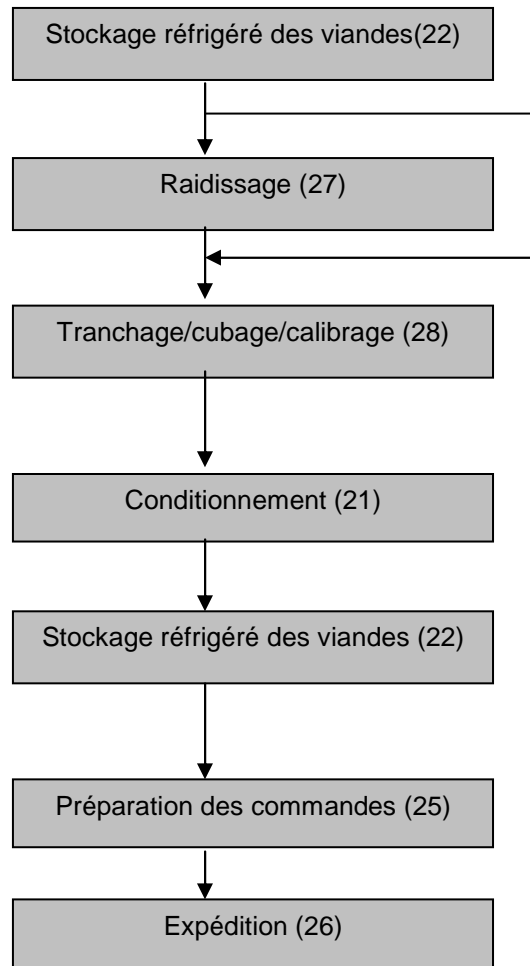 Stockage réfrigéré des viandes(22)
Raidissage (27)
Tranchage/cubage/calibrage (28)
Conditionnement (21)
Stockage réfrigéré des viandes (22)
Préparation des commandes (25)
Expédition (26)